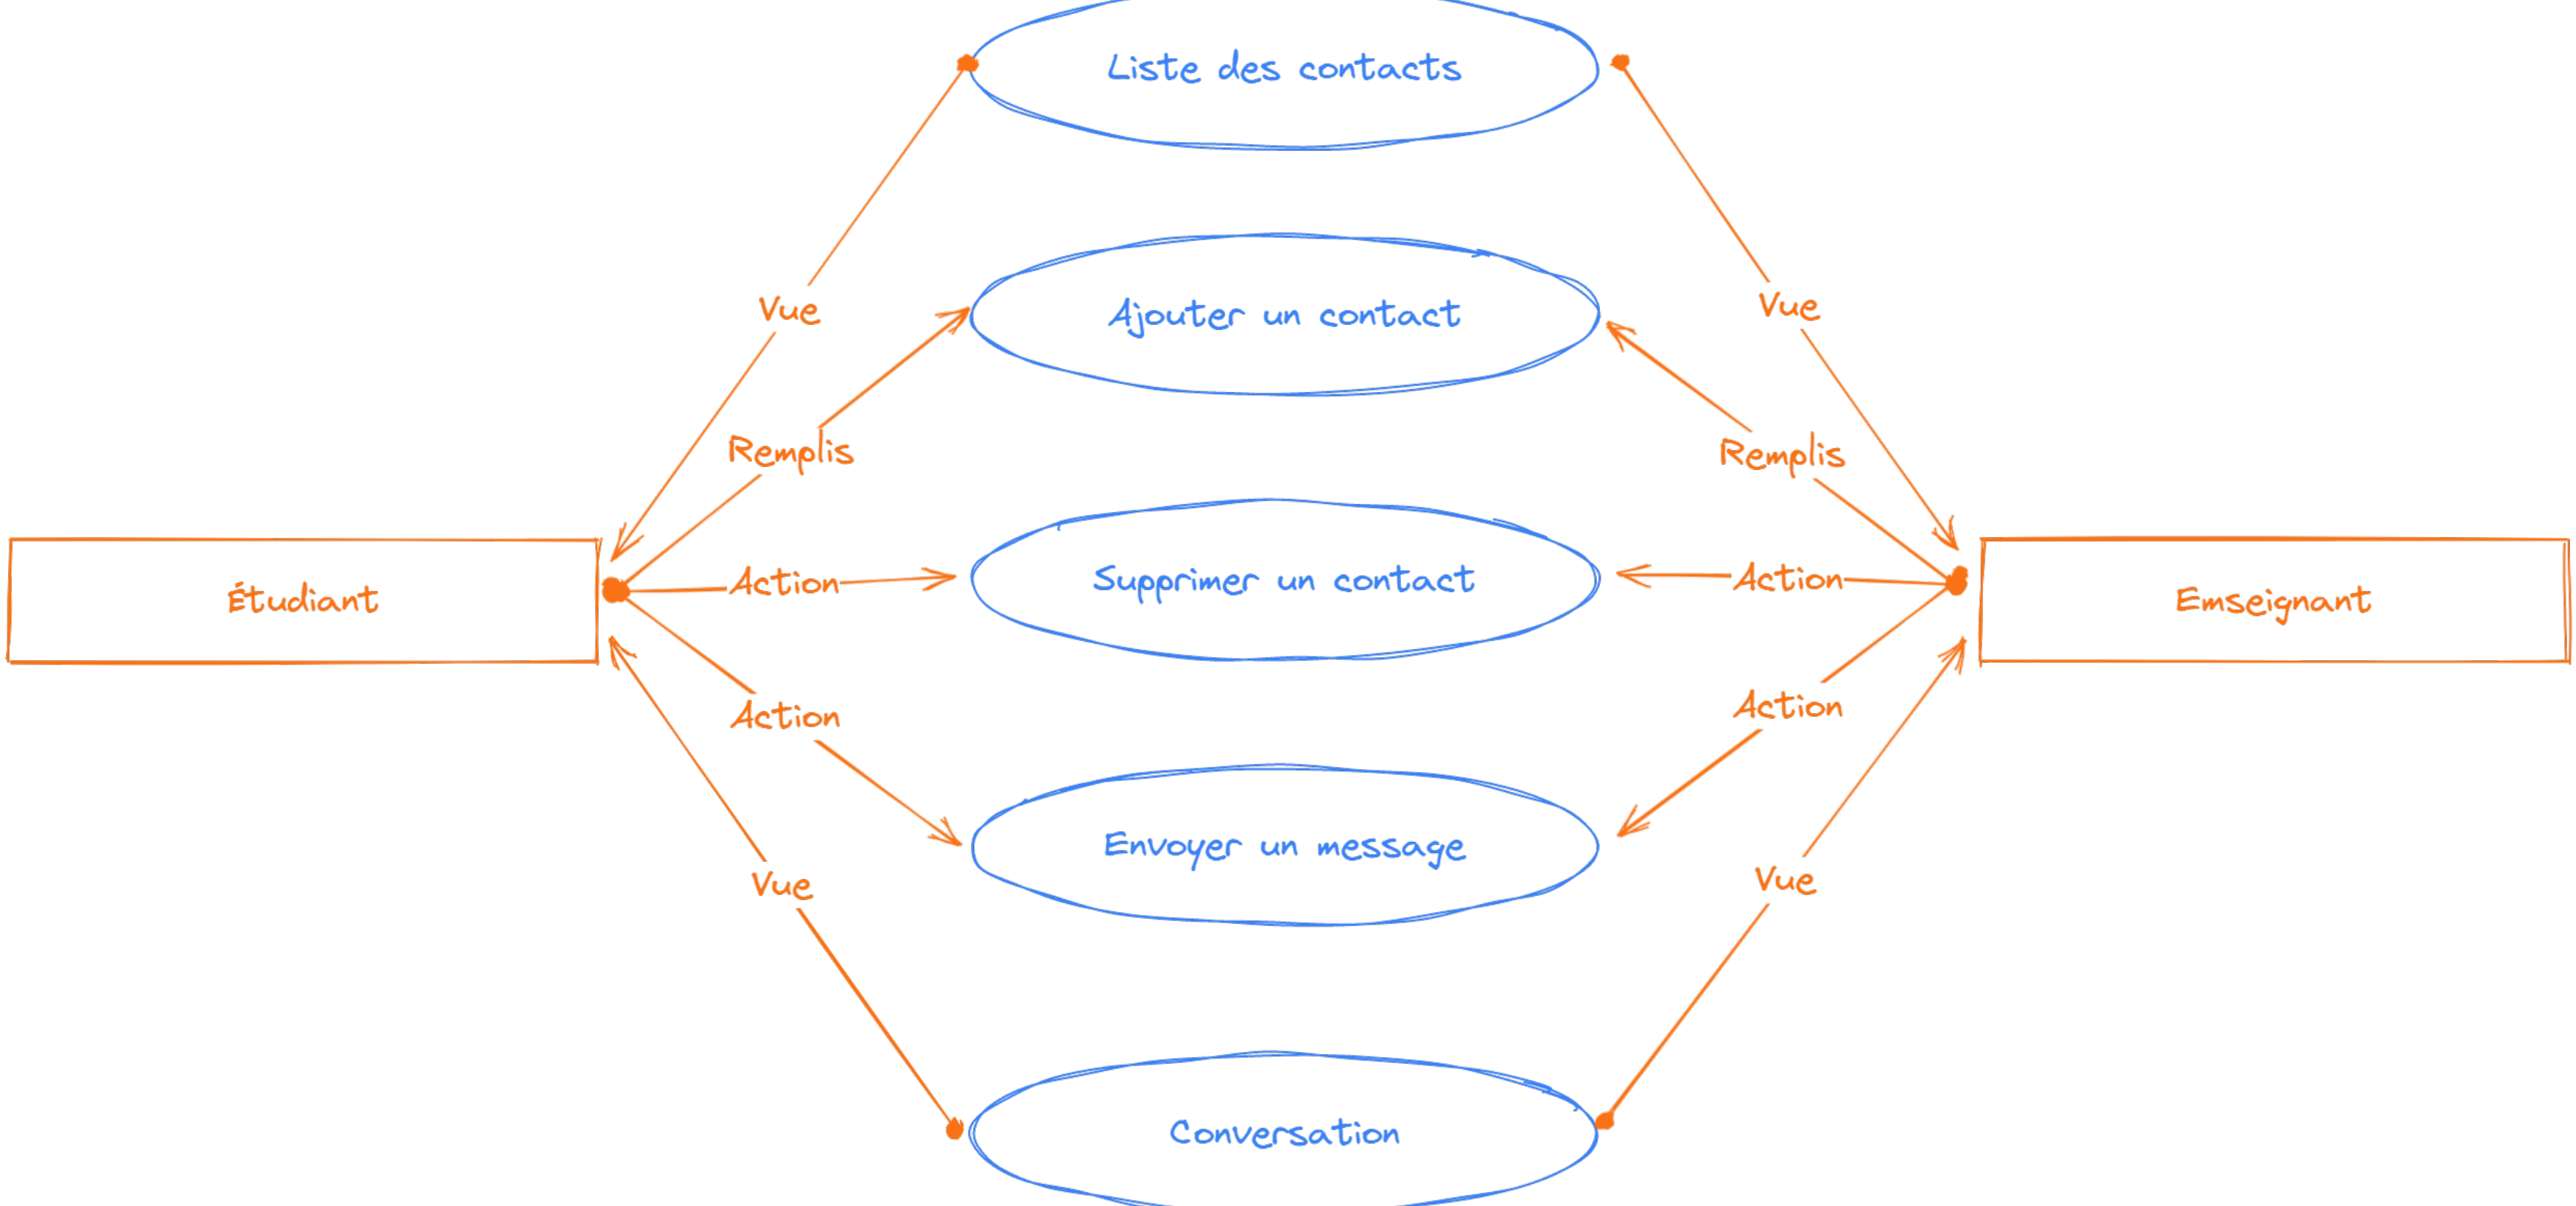 Liste des contacts
Vue
Vue
Ajouter un contact
Remplis
Remplis
Étudiant
Action
Supprimer un contact
Action
Emseignant
Action
Action
Envoyer un message
Vue
Vue
Conversation